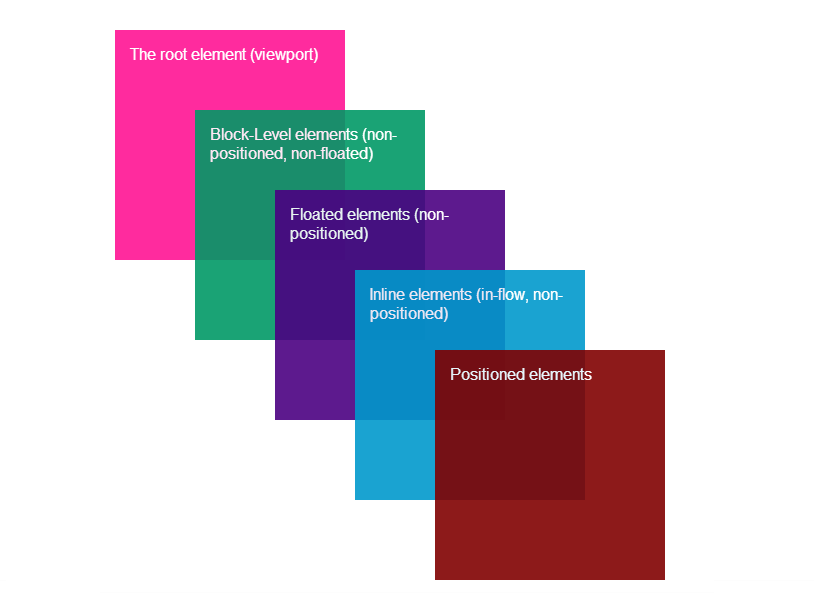 The root element (viewport)
Block-Level elements (non-
positioned, non-floated)
Floated elements (non-
positioned)
Inline elements (in-flow, non-
positioned)
Positioned elements